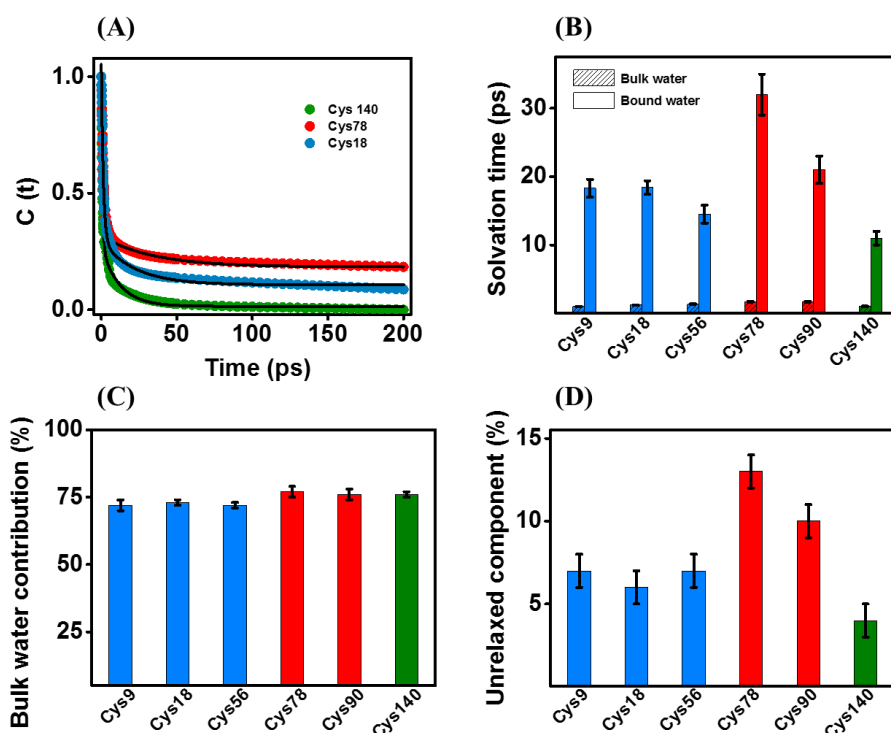 (A)
C (t)
1.0
0.5
0.0
Cys 140
Cys78
Cys18
0
50
100
150
200
Time (ps)
(B)
Solvation time (ps)
30
20
10
Bulk water
Bound water
Cys9
Cys18
Cys56
Cys78
Cys90
Cys140
(C)
Bulk water contribution (%)
100
75
50
25
Cys9
Cys18
Cys56
Cys78
Cys90
Cys140
(D)
Unrelaxed component (%)
15
10
5
Cys9
Cys18
Cys56
Cys78
Cys90
Cys140